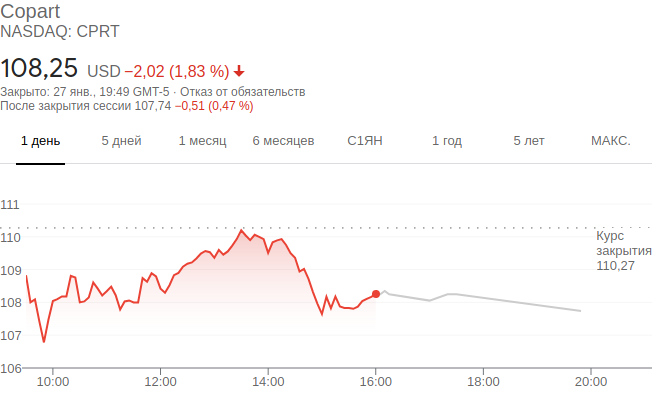 Copart
NASDAQ: CPRT
108,25 USD −2,02 (1,83 %)
Закрыто: 27 янв., 19:49 GMT-5 · Отказ от обязательств
После закрытия сессии 107,74 −0,51 (0,47 %)
1 день 5 дней 1 месяц 6 месяцев С1ЯН 1 год 5 лет МАКС.
111
110
109
108
107
106
Курс
закрытия
110,27
10:00 12:00 14:00 16:00 18:00 20:00